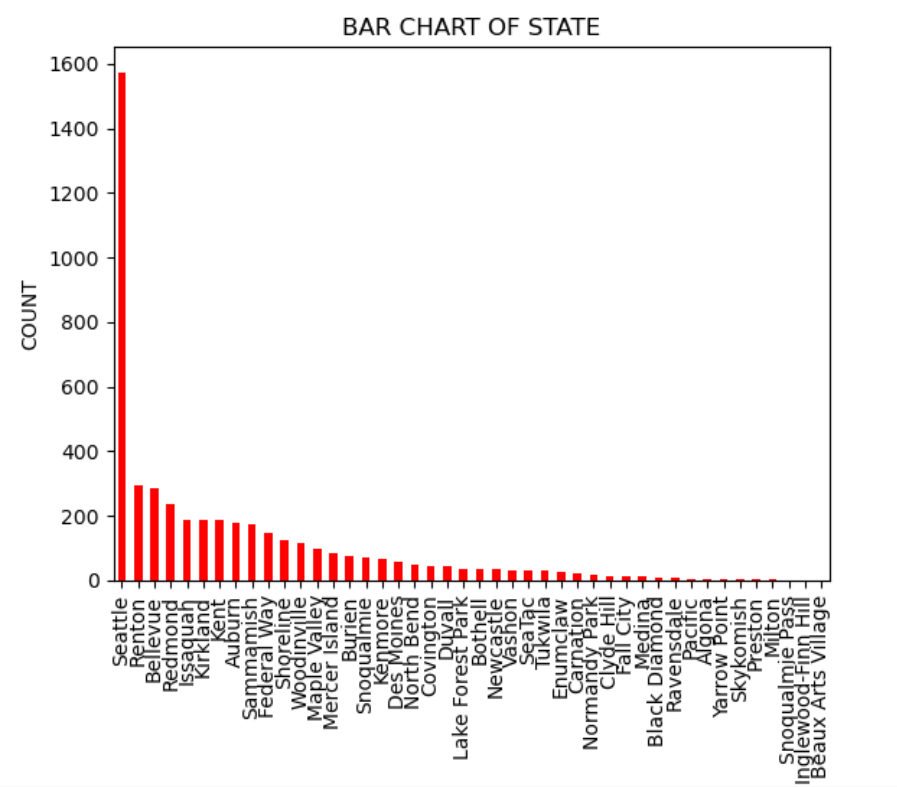 BAR CHART OF STATE
COUNT
1600
1400
1200
1000
800
600
400
200
0
Seattle
Renton
Bellevue
Redmond
Issaquah
Kirkland
Kent
Auburn
Sammamish
Federal Way
Shoreline
Woodinville
Maple Valley
Mercer Island
Burien
Snoqualmie
Kenmore
Des Moines
North Bend
Covington
Duvall
Lake Forest Park
Bothell
Newcastle
Vashon
SeaTac
Tukwila
Enumclaw
Carnation
Normandy Park
Clyde Hill
Fall City
Medina
Black Diamond
Ravensdale
Pacific
Algona
Yarrow Point
Skykomish
Preston
Milton
Snoqualmie Pass
Inglewood-Finn Hill
Beaux Arts Village